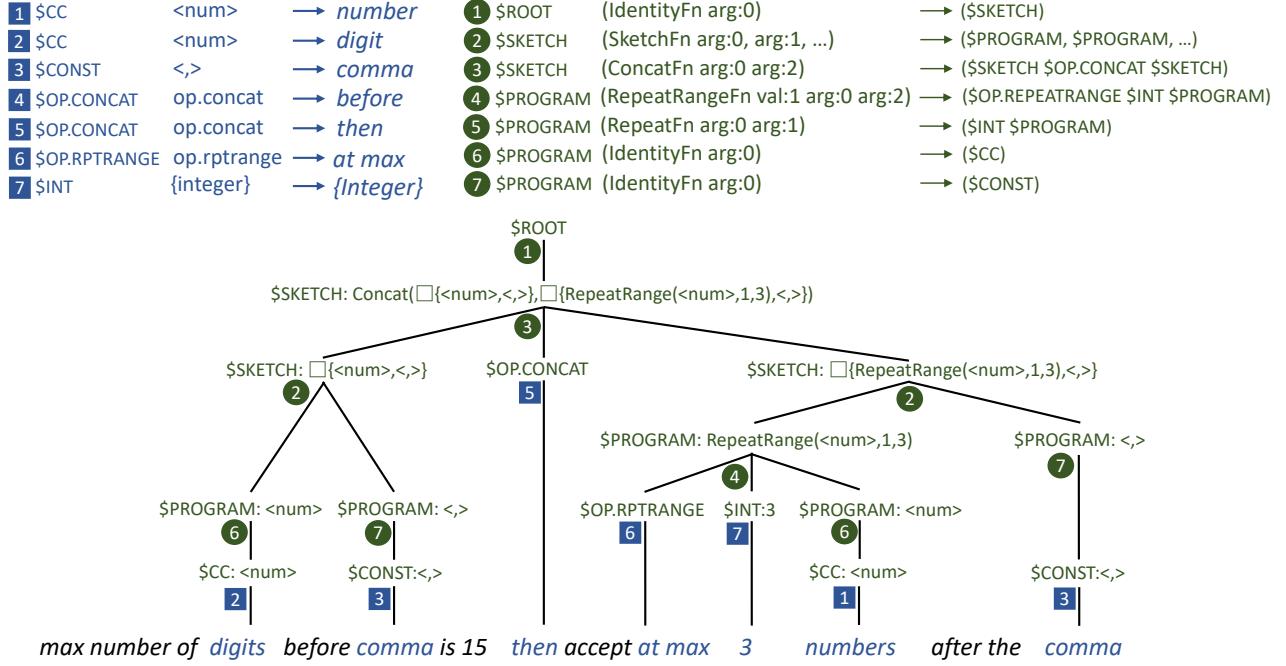 1 $CC <num> → number
2 $CC <num> → digit
3 $CONST <,> → comma
4 $OP.CONCAT op.concat → before
5 $OP.CONCAT op.concat → then
6 $OP.RPTRANGE op.rptrange → at max
7 $INT {integer} → {Integer}
1 $ROOT (IdentityFn arg:0) → ($SKETCH)
2 $SKETCH (SketchFn arg:0, arg:1, …) → ($PROGRAM, $PROGRAM, …)
3 $SKETCH (ConcatFn arg:0 arg:2) → ($SKETCH $OP.CONCAT $SKETCH)
4 $PROGRAM (RepeatRangeFn val:1 arg:0 arg:2) → ($OP.REPEATRANGE $INT $PROGRAM)
5 $PROGRAM (RepeatFn arg:0 arg:1) → ($INT $PROGRAM)
6 $PROGRAM (IdentityFn arg:0) → ($CC)
7 $PROGRAM (IdentityFn arg:0) → ($CONST)
$ROOT
1
$SKETCH: Concat(□{<num>,<,>},□{RepeatRange(<num>,1,3),<,>})
3
$SKETCH: □{<num>,<,>} $OP.CONCAT $SKETCH: □{RepeatRange(<num>,1,3),<,>}
2 5 2
$PROGRAM: RepeatRange(<num>,1,3) $PROGRAM: <,>
4 7
$PROGRAM: <num> $PROGRAM: <,> $OP.RPTRANGE $INT:3 $PROGRAM: <num>
6 7 6 7 6
$CC: <num> $CONST:<,> $CC: <num> $CONST:<,>
2 3 1 3
max number of digits before comma is 15 then accept at max 3 numbers after the comma